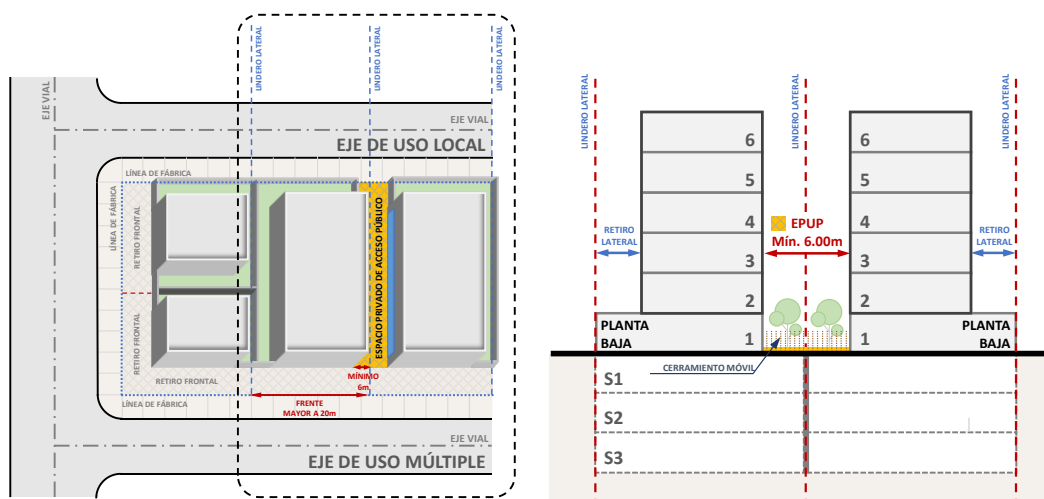 LINDERO LATERAL
LINDERO LATERAL
LINDERO LATERAL
EJE VIAL
EJE VIAL
EJE DE USO LOCAL
LÍNEA DE FÁBRICA
LÍNEA DE FÁBRICA
RETIRO FRONTAL
RETIRO FRONTAL
ESPACIO PRIVADO DE ACCESO PÚBLICO
RETIRO FRONTAL
MÍNIMO
6m
LÍNEA DE FÁBRICA
FRENTE
MAYOR A 20m
EJE VIAL
EJE DE USO MÚLTIPLE
LINDERO LATERAL
LINDERO LATERAL
LINDERO LATERAL
6
6
5
5
4
4
EPUP
Mín. 6.00m
RETIRO
LATERAL
RETIRO
LATERAL
3
3
2
2
PLANTA
BAJA
1
1
PLANTA
BAJA
CERRAMIENTO MÓVIL
S1
S2
S3